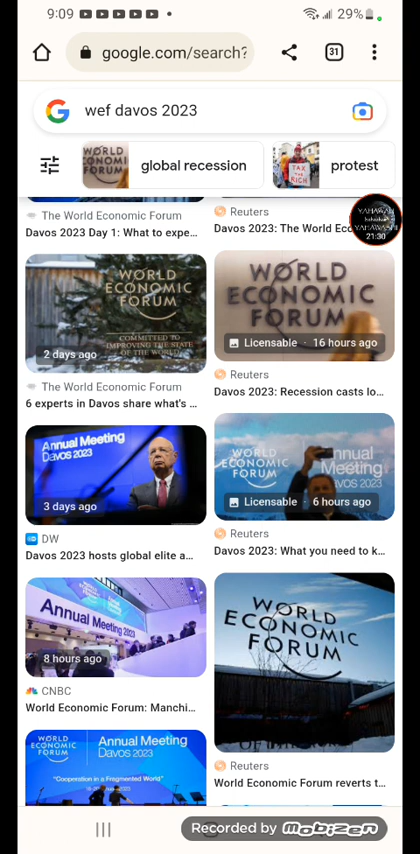 9:09
29%
google.com/search?
31
wef davos 2023
WORLD
ECONOMIC
FORUM
global recession
TAX
THE
RICH
protest
The World Economic Forum
Davos 2023 Day 1: What to expe...
Reuters
Davos 2023: The World Eco
YAHAWAH
YAHAWASHI
21:30
WORLD
ECONOMIC
FORUM
COMMITTED TO
IMPROVING THE STATE
OF THE WORLD
2 days ago
The World Economic Forum
6 experts in Davos share what's ...
WORLD
ECONOMIC
FORUM
Licensable · 16 hours ago
Reuters
Davos 2023: Recession casts lo...
Annual Meeting
Davos 2023
3 days ago
DW
Davos 2023 hosts global elite a...
WORLD
ECONOMIC
FORUM
Annual
Meeting
Davos 2023
Licensable · 6 hours ago
Reuters
Davos 2023: What you need to k...
Annual Meeting 2023
8 hours ago
CNBC
World Economic Forum: Manchi...
WORLD
ECONOMIC
FORUM
Reuters
World Economic Forum reverts t...
WORLD
ECONOMIC
FORUM
Annual Meeting
Davos 2023
"Cooperation in a Fragmented World"
Recorded by Mobizen